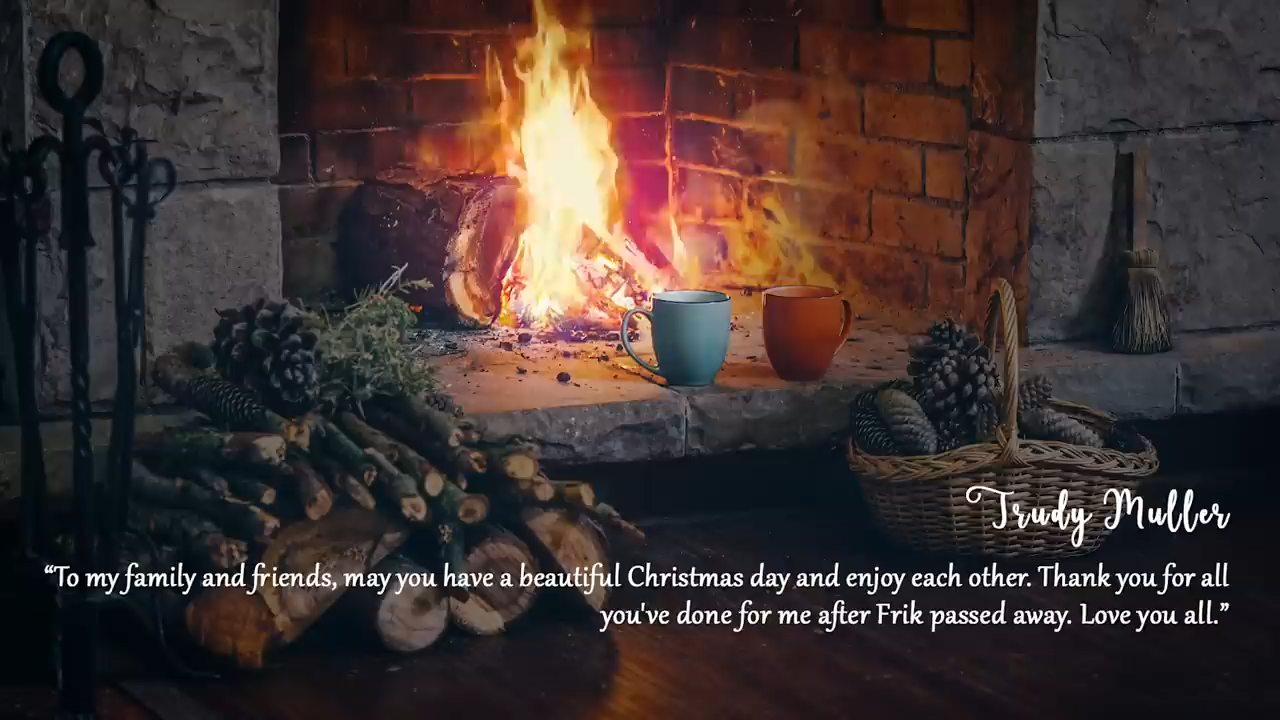 Trudy Muller
“To my family and friends, may you have a beautiful Christmas day and enjoy each other. Thank you for all
you've done for me after Frik passed away. Love you all.”